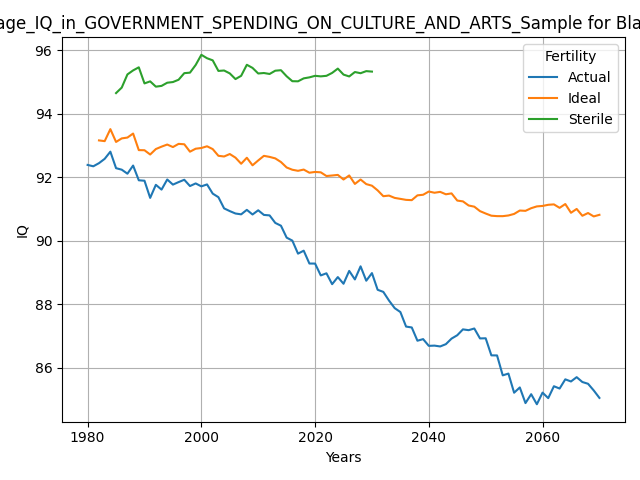 age_IQ_in_GOVERNMENT_SPENDING_ON_CULTURE_AND_ARTS_Sample for Bla
Fertility
Actual
Ideal
Sterile
96
94
92
90
88
86
IQ
1980
2000
2020
2040
2060
Years